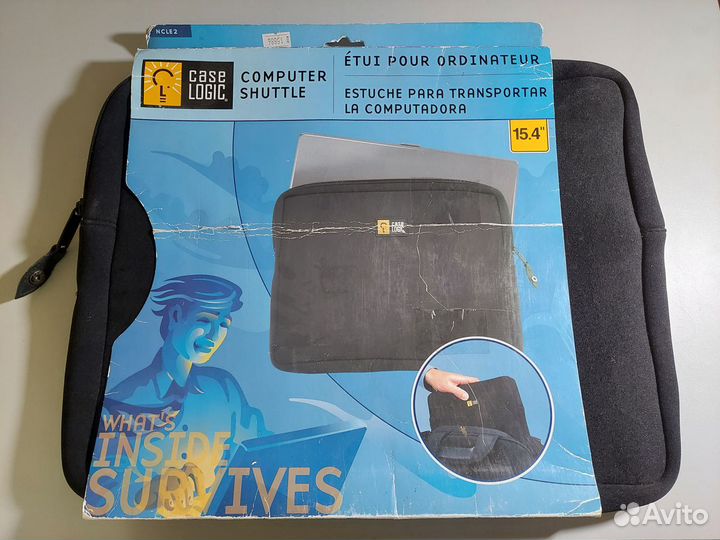 NCLE2
case
LOGIC
COMPUTER
SHUTTLE
ÉTUI POUR ORDINATEUR
ESTUCHE PARA TRANSPORTAR
LA COMPUTADORA
15.4"
CASE
LOGIC
WHAT'S
INSIDE
SURVIVES
Avito